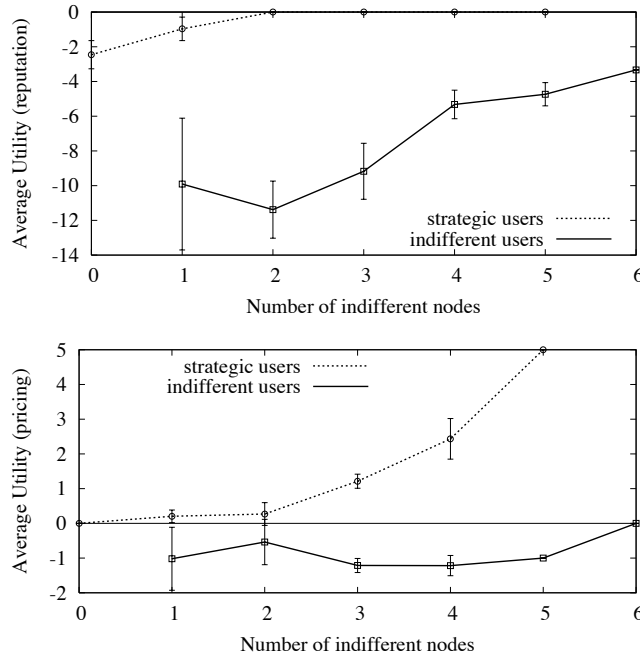 0
-2
-4
-6
-8
-10
-12
-14
Average Utility (reputation)
strategic users
indifferent users
0 1 2 3 4 5 6
Number of indifferent nodes
5
4
3
2
1
0
-1
-2
Average Utility (pricing)
strategic users
indifferent users
0 1 2 3 4 5 6
Number of indifferent nodes